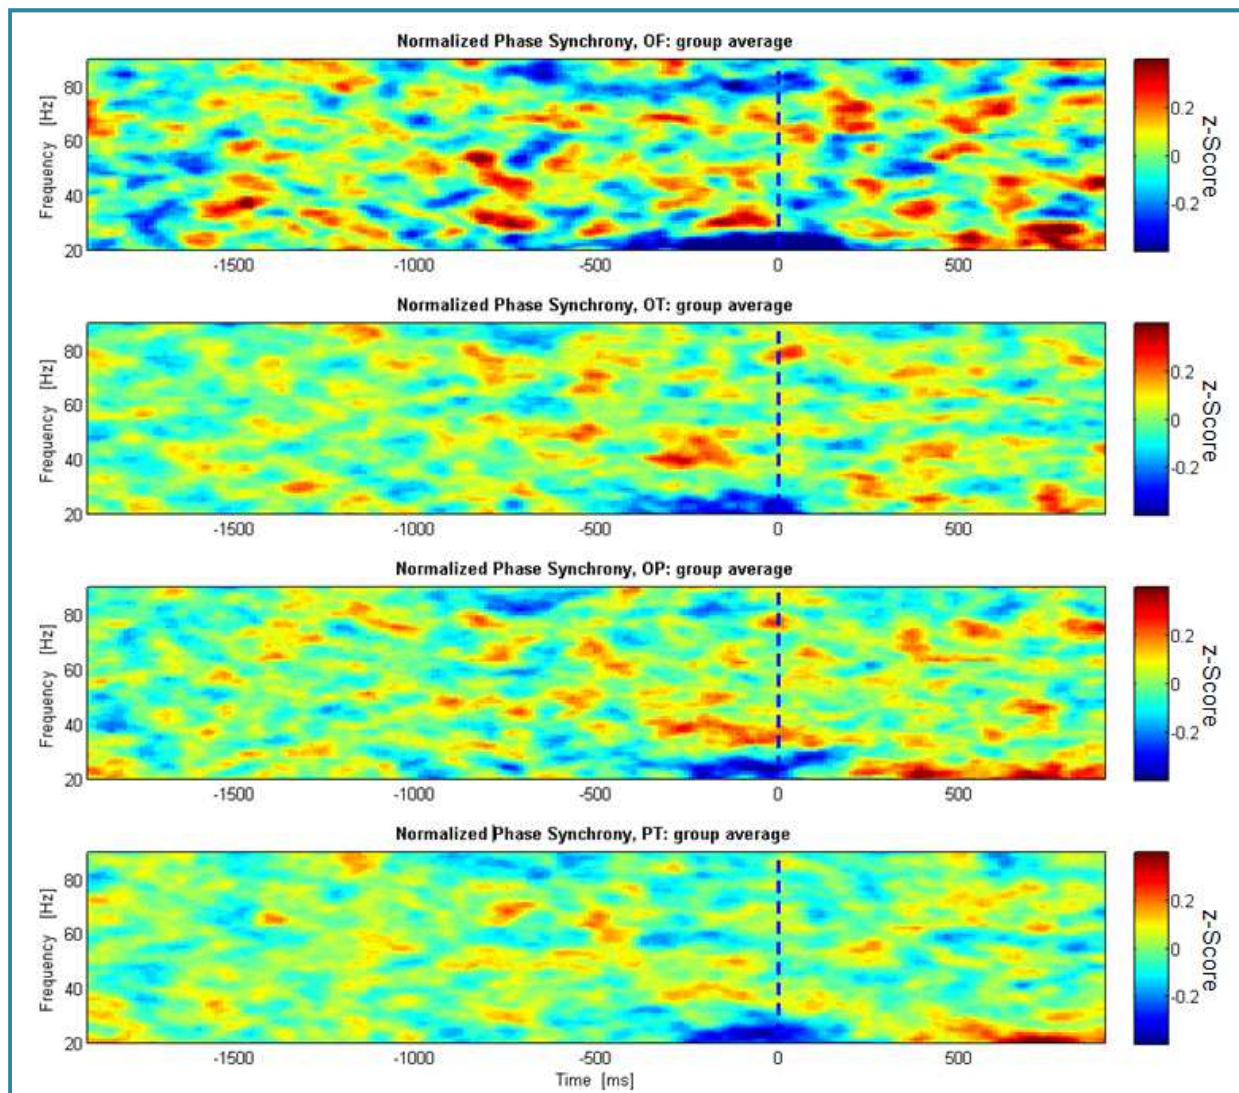 Normalized Phase Synchrony, OF: group average
80
60
40
20
Frequency [Hz]
-1500 -1000 -500 0 500
0.2
0
-0.2
z-Score
Normalized Phase Synchrony, OT: group average
80
60
40
20
Frequency [Hz]
-1500 -1000 -500 0 500
0.2
0
-0.2
z-Score
Normalized Phase Synchrony, OP: group average
80
60
40
20
Frequency [Hz]
-1500 -1000 -500 0 500
0.2
0
-0.2
z-Score
Normalized Phase Synchrony, PT: group average
80
60
40
20
Frequency [Hz]
-1500 -1000 -500 0 500
Time [ms]
0.2
0
-0.2
z-Score